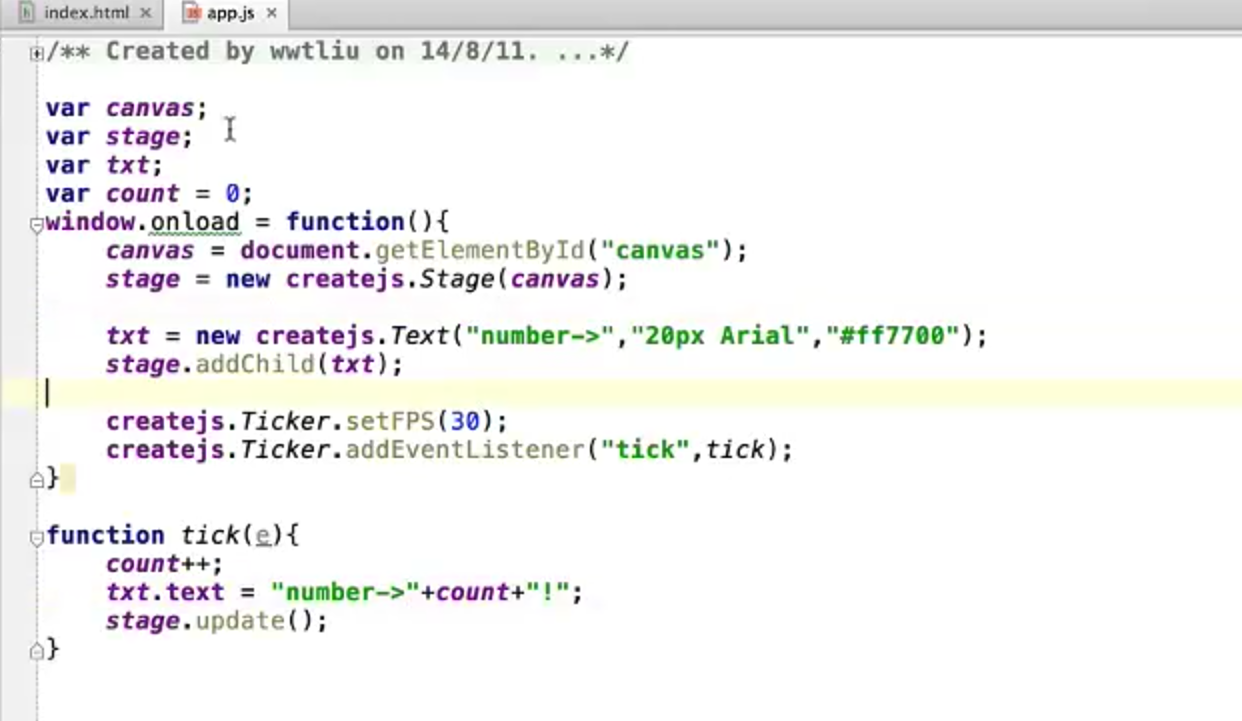 index.html app.js
/** Created by wwtliu on 14/8/11. ...*/
var canvas;
var stage;
var txt;
var count = 0;
window.onload = function(){
canvas = document.getElementById("canvas");
stage = new createjs.Stage(canvas);
txt = new createjs.Text("number->","20px Arial","#ff7700");
stage.addChild(txt);
createjs.Ticker.setFPS(30);
createjs.Ticker.addEventListener("tick",tick);
}
function tick(e){
count++;
txt.text = "number->"+count+"!";
stage.update();
}